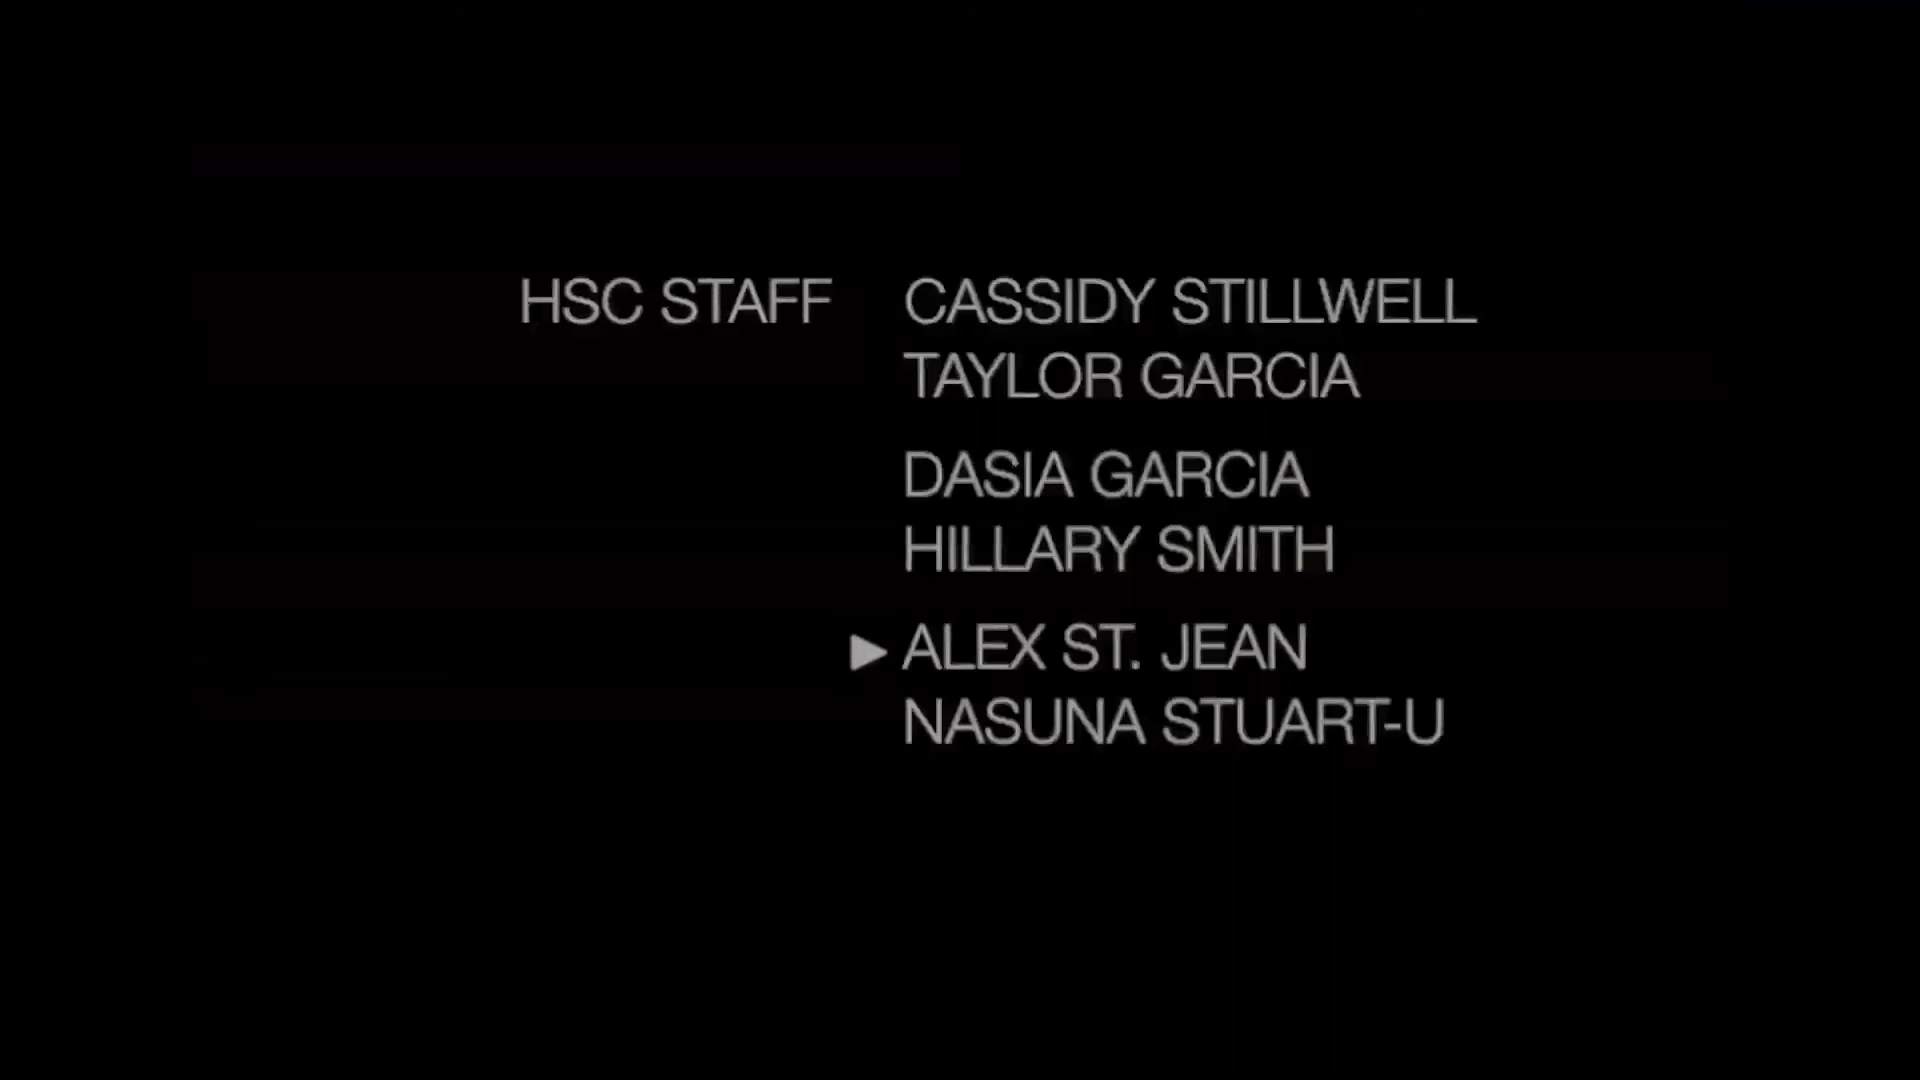 HSC STAFF CASSIDY STILLWELL
TAYLOR GARCIA
DASIA GARCIA
HILLARY SMITH
ALEX ST. JEAN
NASUNA STUART-U